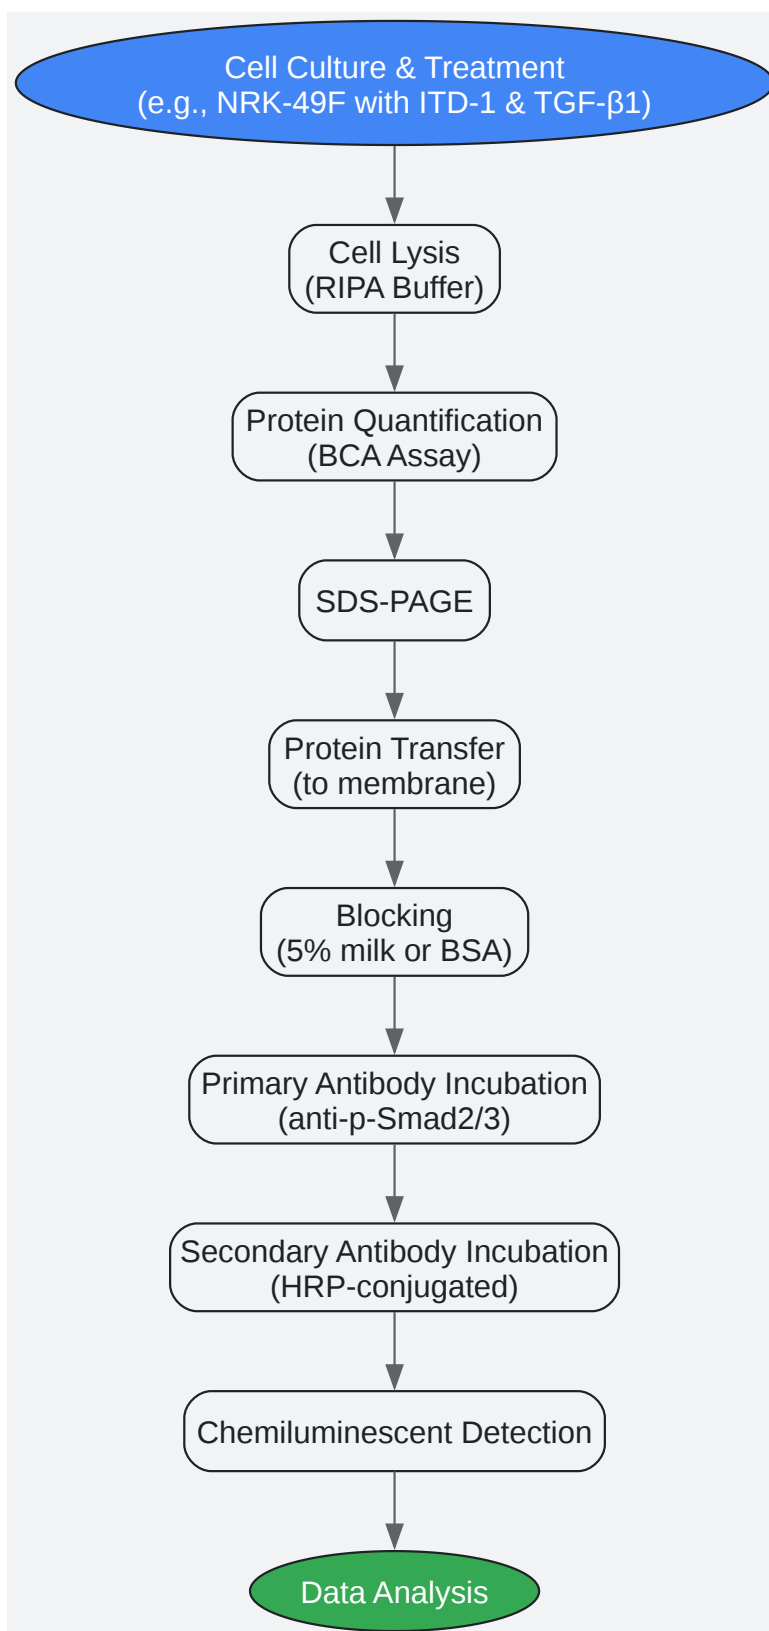 Cell Culture & Treatment
(e.g., NRK-49F with ITD-1 & TGF-β1)
Cell Lysis
(RIPA Buffer)
Protein Quantification
(BCA Assay)
SDS-PAGE
Protein Transfer
(to membrane)
Blocking
(5% milk or BSA)
Primary Antibody Incubation
(anti-p-Smad2/3)
Secondary Antibody Incubation
(HRP-conjugated)
Chemiluminescent Detection
Data Analysis